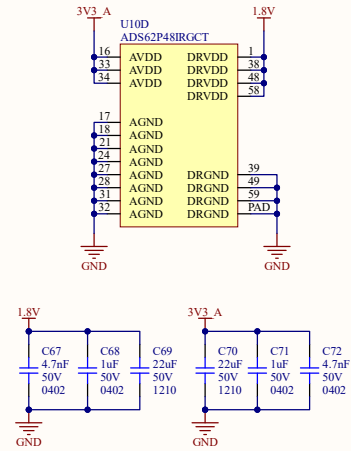 3V3_A
1.8V
U10D
ADS62P48IRGCT
16 AVDD DRVDD 1
33 AVDD DRVDD 38
34 AVDD DRVDD 48
DRVDD 58
17 AGND
18 AGND
21 AGND
24 AGND
27 AGND DRGND 39
28 AGND DRGND 49
31 AGND DRGND 59
32 AGND DRGND PAD
GND GND
1.8V 3V3_A
C67 C68 C69 C70 C71 C72
4.7nF 1uF 22uF 22uF 1uF 4.7nF
50V 50V 50V 50V 50V 50V
0402 0402 1210 1210 0402 0402
GND GND